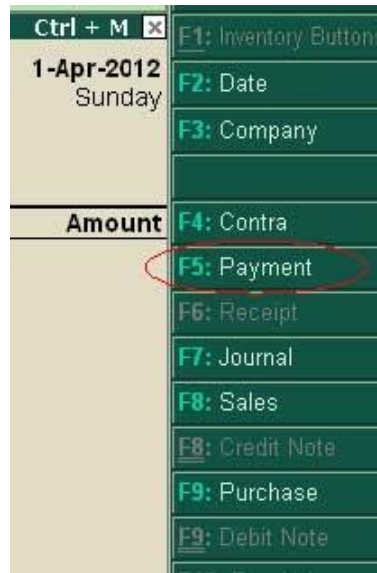 Ctrl + M
1-Apr-2012
Sunday
Amount
F1: Inventory Buttons
F2: Date
F3: Company
F4: Contra
F5: Payment
F6: Receipt
F7: Journal
F8: Sales
F8: Credit Note
F9: Purchase
F9: Debit Note